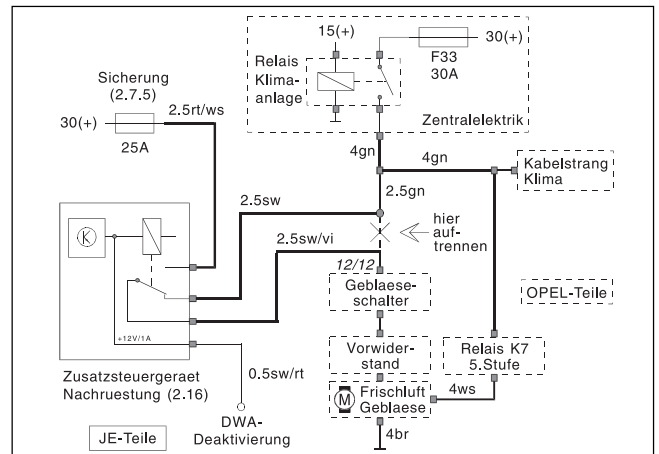 15(+)
30(+)
F33
30A
Relais
Klima-
anlage
Zentralelektrik
Sicherung
(2.7.5)
2.5rt/ws
30(+)
25A
4gn
4gn
Kabelstrang
Klima
2.5gn
2.5sw
2.5sw/vi
hier
auf-
trennen
12/12
K
Geblaese-
schalter
OPEL-Teile
+12V/1A
Vorwider-
stand
Relais K7
5.Stufe
0.5sw/rt
Zusatzsteuergeraet
Nachruestung (2.16)
M
Frischluft
Geblaese
4ws
DWA-
Deaktivierung
4br
JE-Teile